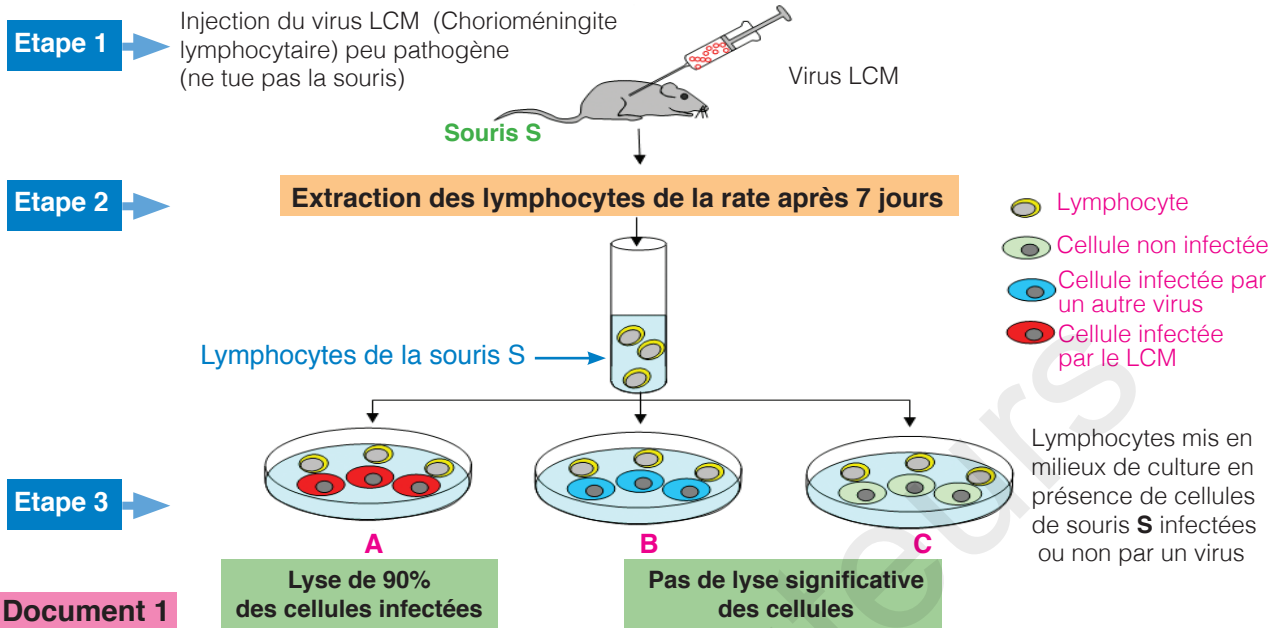 Etape 1
Injection du virus LCM (Chorioméningite
lymphocytaire) peu pathogène
(ne tue pas la souris)
Virus LCM
Souris S
Etape 2
Extraction des lymphocytes de la rate après 7 jours
Lymphocyte
Cellule non infectée
Cellule infectée par
un autre virus
Cellule infectée
par le LCM
Lymphocytes de la souris S
Etape 3
Lymphocytes mis en
milieux de culture en
présence de cellules
de souris S infectées
ou non par un virus
A
B
C
Lyse de 90%
des cellules infectées
Pas de lyse significative
des cellules
Document 1